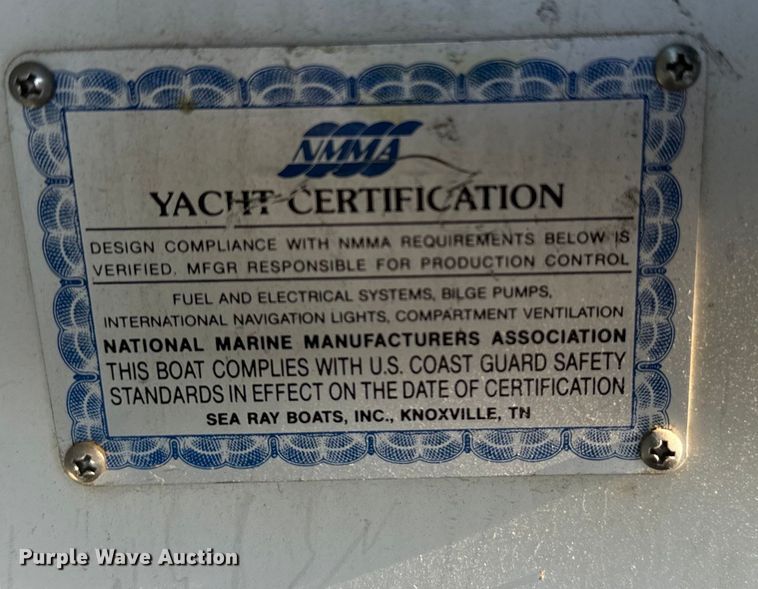 NMMA
YACHT CERTIFICATION
DESIGN COMPLIANCE WITH NMMA REQUIREMENTS BELOW IS
VERIFIED. MFGR RESPONSIBLE FOR PRODUCTION CONTROL
FUEL AND ELECTRICAL SYSTEMS, BILGE PUMPS,
INTERNATIONAL NAVIGATION LIGHTS, COMPARTMENT VENTILATION
NATIONAL MARINE MANUFACTURERS ASSOCIATION
THIS BOAT COMPLIES WITH U.S. COAST GUARD SAFETY
STANDARDS IN EFFECT ON THE DATE OF CERTIFICATION
SEA RAY BOATS, INC., KNOXVILLE, TN
Purple Wave Auction